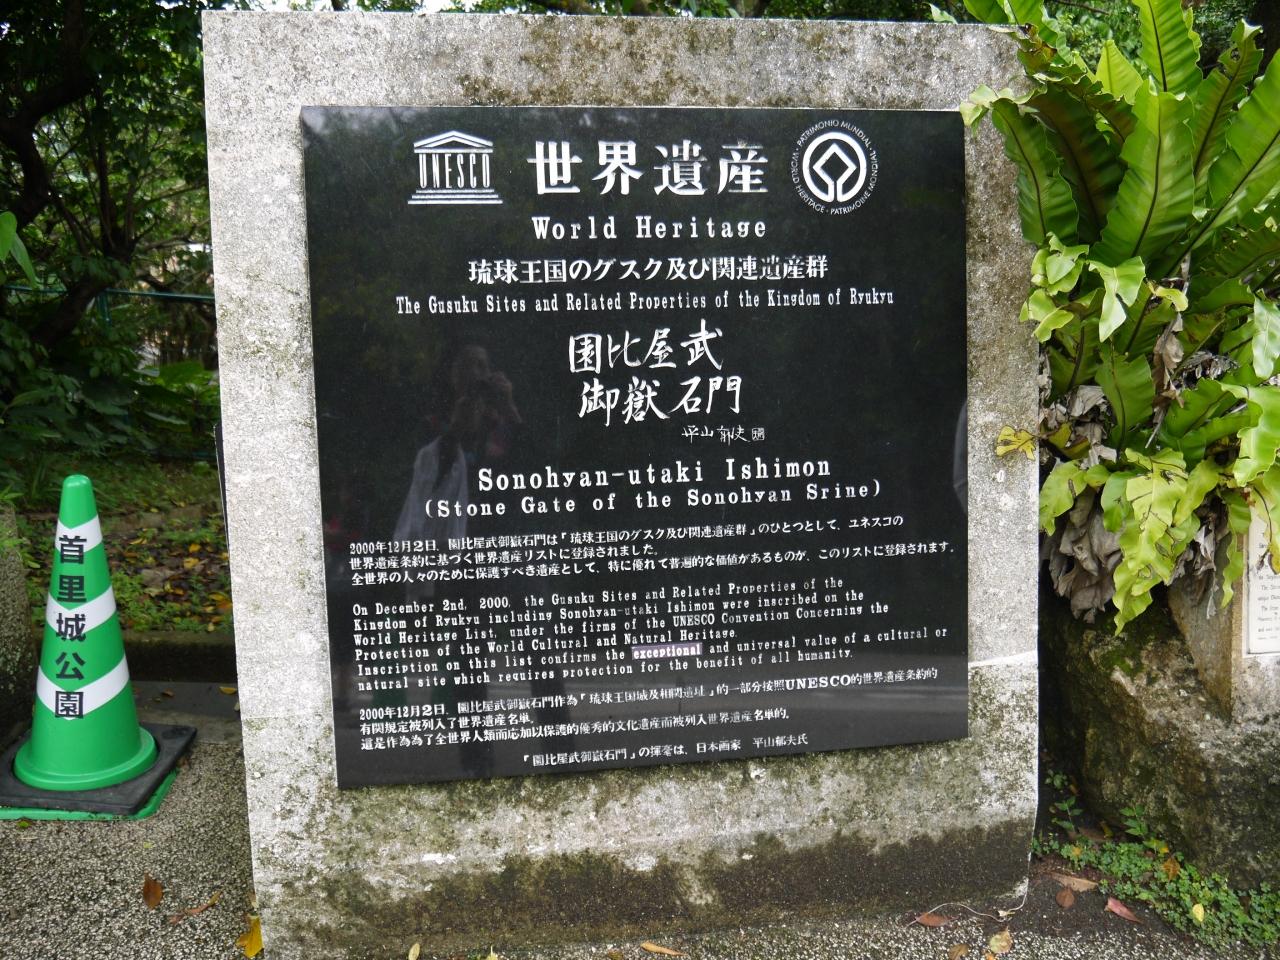 UNESCO
世界遺産
WORLD HERITAGE · PATRIMONIO MUNDIAL · PATRIMOINE MONDIAL
World Heritage
琉球王国のグスク及び関連遺産群
The Gusuku Sites and Related Properties of the Kingdom of Ryukyu
園比屋武
御嶽石門
平山郁夫
Sonohyan-utaki Ishimon
(Stone Gate of the Sonohyan Srine)
2000年12月2日、園比屋武御嶽石門は「琉球王国のグスク及び関連遺産群」のひとつとして、ユネスコの
世界遺産条約に基づく世界遺産リストに登録されました。
全世界の人々のために保護すべき遺産として、特に優れて普遍的な価値があるものが、このリストに登録されます。
On December 2nd, 2000, the Gusuku Sites and Related Properties of the
Kingdom of Ryukyu including Sonohyan-utaki Ishimon were inscribed on the
World Heritage List, under the firms of the UNESCO Convention Concerning the
Protection of the World Cultural and Natural Heritage.
Inscription on this list confirms the exceptional and universal value of a cultural or
natural site which requires protection for the benefit of all humanity.
2000年12月2日、園比屋武御嶽石門作為「琉球王国城及相関遺址」的一部分按照UNESCO的世界遺産条約的
有関規定被列入了世界遺産名単。
這是作為為了全世界人類而応加以保護的優秀的文化遺産而被列入世界遺産名単的。
「園比屋武御嶽石門」の揮毫は、日本画家 平山郁夫氏
首里城公園